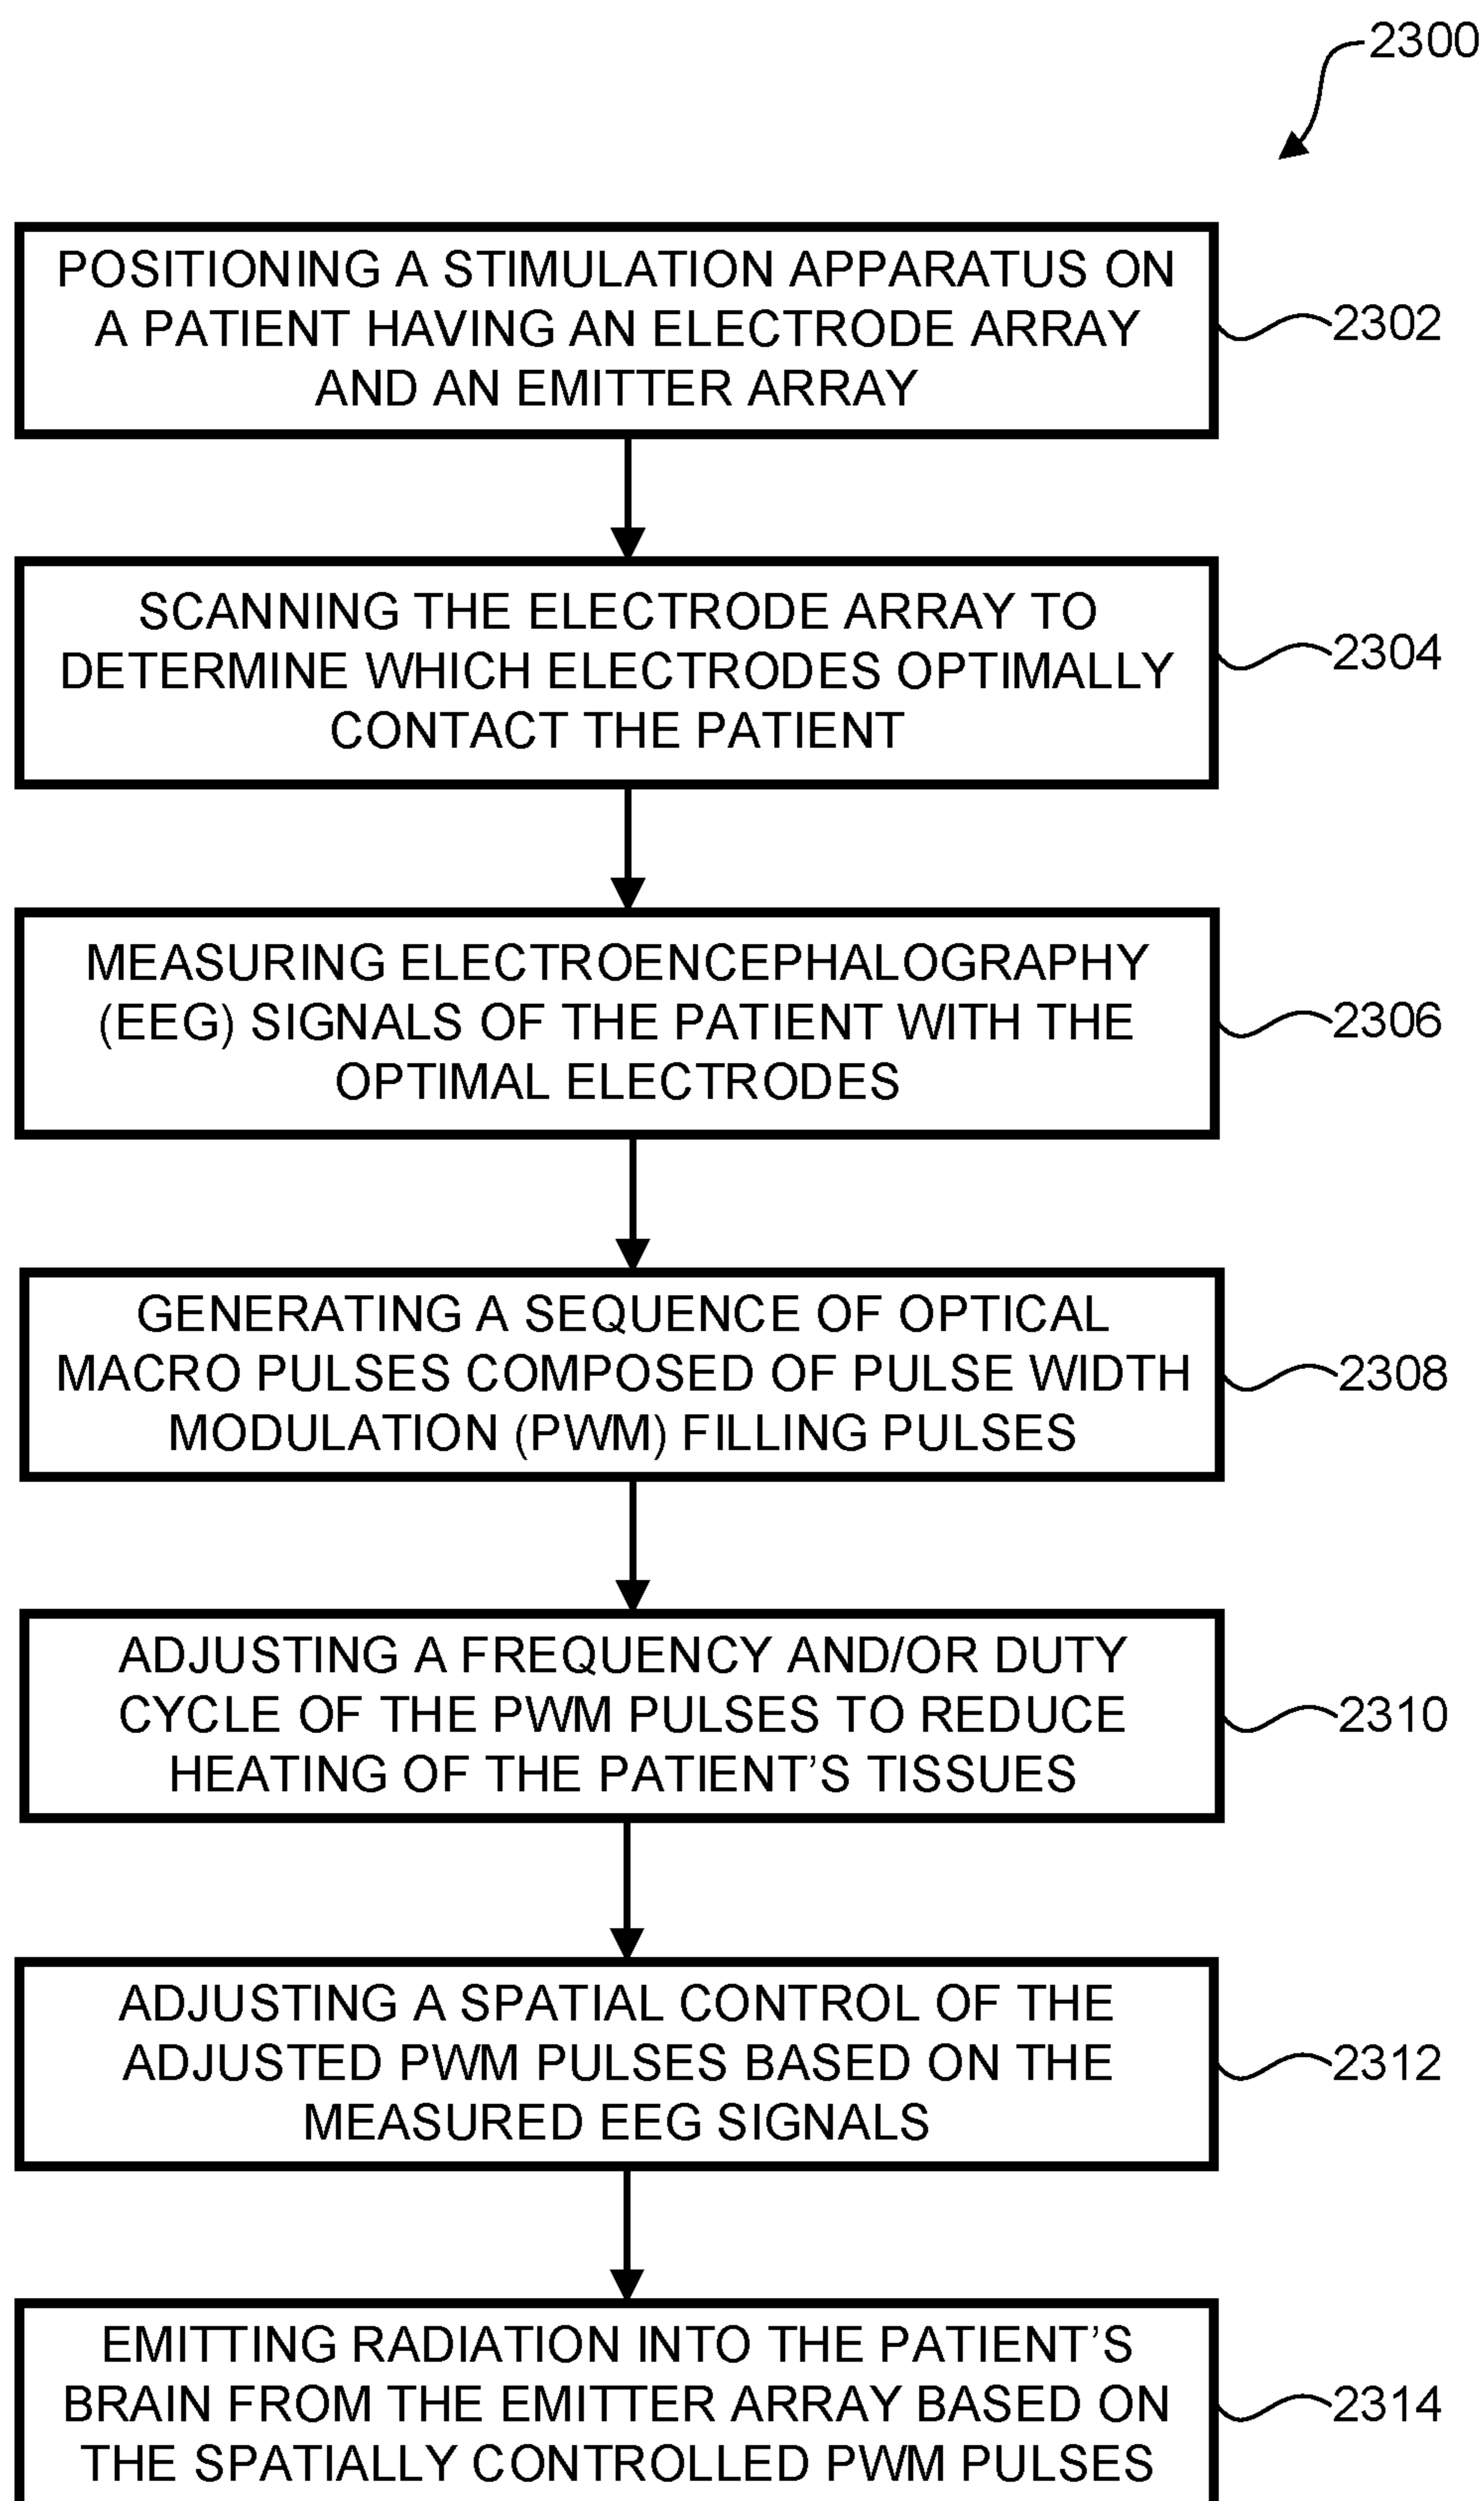 2300
POSITIONING A STIMULATION APPARATUS ON
A PATIENT HAVING AN ELECTRODE ARRAY
AND AN EMITTER ARRAY
2302
SCANNING THE ELECTRODE ARRAY TO
DETERMINE WHICH ELECTRODES OPTIMALLY
CONTACT THE PATIENT
2304
MEASURING ELECTROENCEPHALOGRAPHY
(EEG) SIGNALS OF THE PATIENT WITH THE
OPTIMAL ELECTRODES
2306
GENERATING A SEQUENCE OF OPTICAL
MACRO PULSES COMPOSED OF PULSE WIDTH
MODULATION (PWM) FILLING PULSES
2308
ADJUSTING A FREQUENCY AND/OR DUTY
CYCLE OF THE PWM PULSES TO REDUCE
HEATING OF THE PATIENT'S TISSUES
2310
ADJUSTING A SPATIAL CONTROL OF THE
ADJUSTED PWM PULSES BASED ON THE
MEASURED EEG SIGNALS
2312
EMITTING RADIATION INTO THE PATIENT'S
BRAIN FROM THE EMITTER ARRAY BASED ON
THE SPATIALLY CONTROLLED PWM PULSES
2314